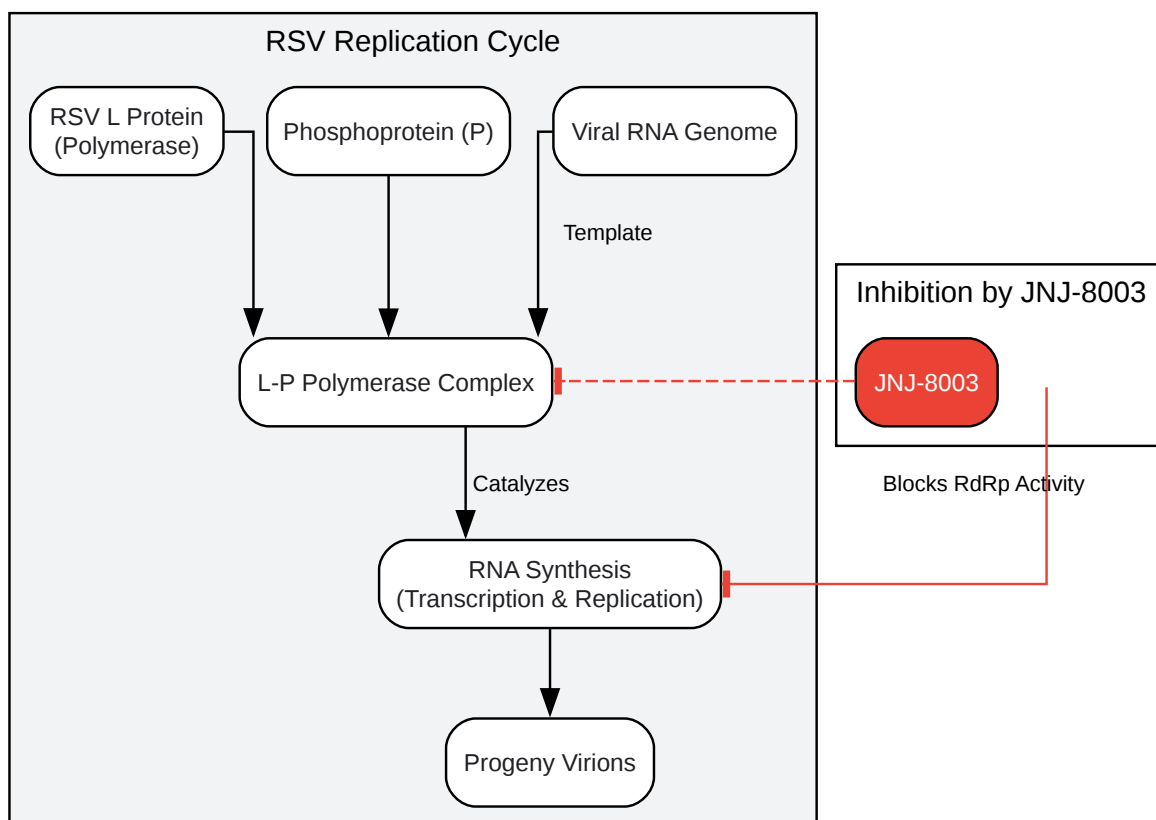 RSV Replication Cycle
RSV L Protein
(Polymerase)
Phosphoprotein (P)
Viral RNA Genome
Template
Inhibition by JNJ-8003
L-P Polymerase Complex
JNJ-8003
Catalyzes
Blocks RdRp Activity
RNA Synthesis
(Transcription & Replication)
Progeny Virions